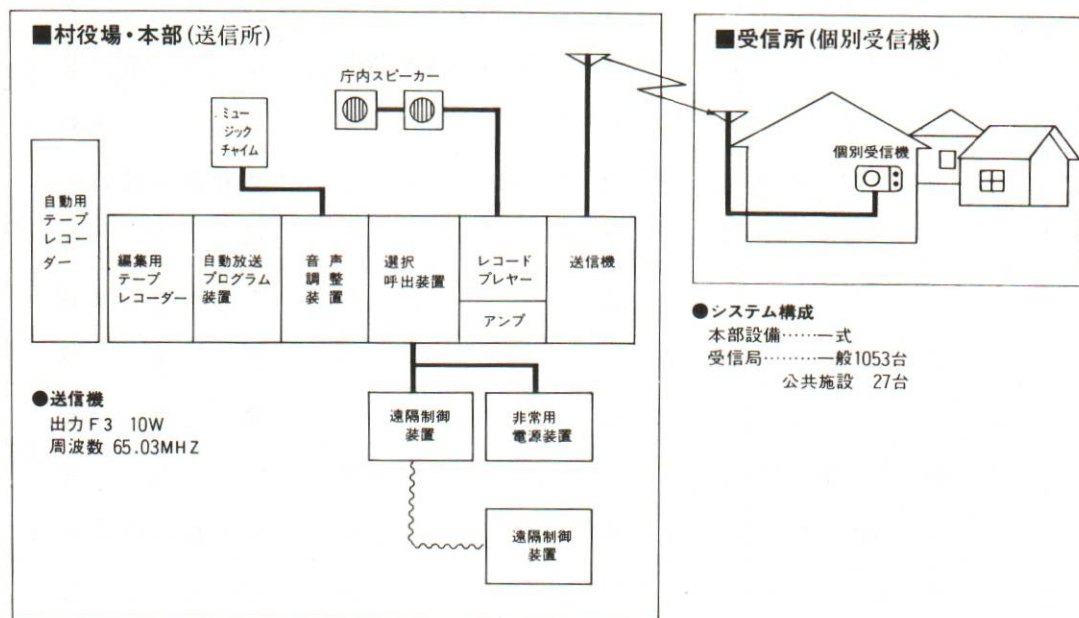 ■村役場・本部(送信所)
庁内スピーカー
ミュー
ジック
チャイム
自動用
テープ
レコー
ダー
編集用
テープ
レコーダー
自動放送
プログラム
装置
音声
調整
装置
選択
呼出装置
レコード
プレヤー
アンプ
送信機
●送信機
出力F3 10W
周波数 65.03MHZ
遠隔制御
装置
非常用
電源装置
遠隔制御
装置
■受信所(個別受信機)
個別受信機
●システム構成
本部設備……一式
受信局………一般1053台
公共施設 27台